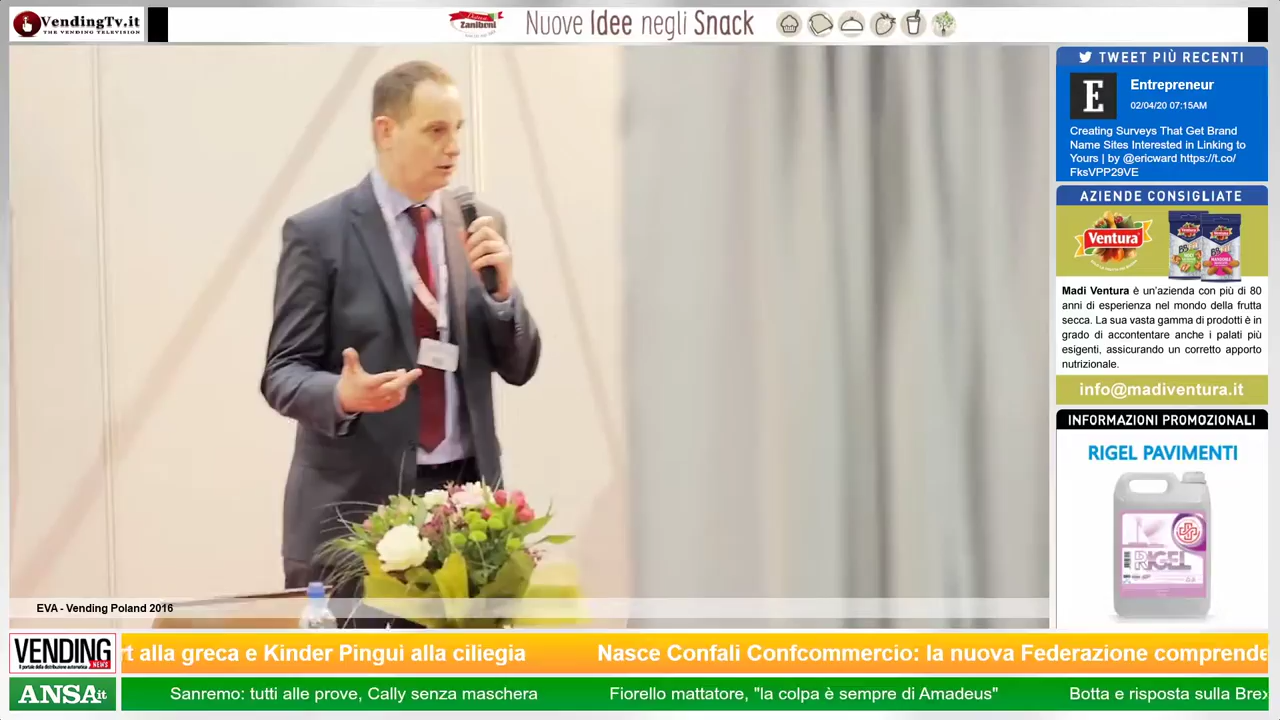 VendingTv.it
THE VENDING TELEVISION
Zaniboni
Nuove Idee negli Snack
TWEET PIÙ RECENTI
Entrepreneur
02/04/20 07:15AM
Creating Surveys That Get Brand
Name Sites Interested in Linking to
Yours | by @ericward https://t.co/
FksVPP29VE
AZIENDE CONSIGLIATE
Ventura
Madi Ventura è un'azienda con più di 80
anni di esperienza nel mondo della frutta
secca. La sua vasta gamma di prodotti è in
grado di accontentare anche i palati più
esigenti, assicurando un corretto apporto
nutrizionale.
info@madiventura.it
INFORMAZIONI PROMOZIONALI
RIGEL PAVIMENTI
RIGEL
EVA - Vending Poland 2016
VENDING
NEWS
Il portale della distribuzione automatica
rt alla greca e Kinder Pingui alla ciliegia
Nasce Confali Confcommercio: la nuova Federazione comprende
ANSA.it
Sanremo: tutti alle prove, Cally senza maschera
Fiorello mattatore, "la colpa è sempre di Amadeus"
Botta e risposta sulla Brex